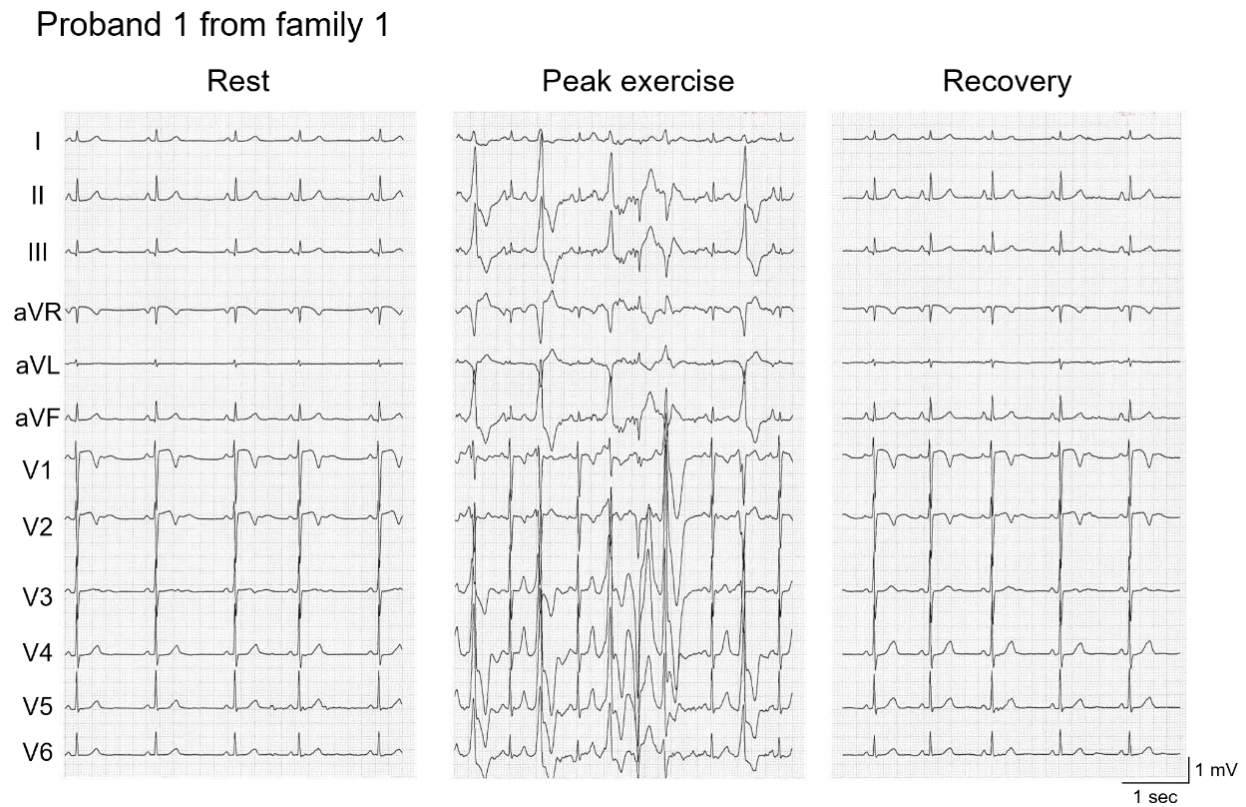 Proband 1 from family 1
Rest
Peak exercise
Recovery
I
II
III
aVR
aVL
aVF
V1
V2
V3
V4
V5
V6
1 mV
1 sec